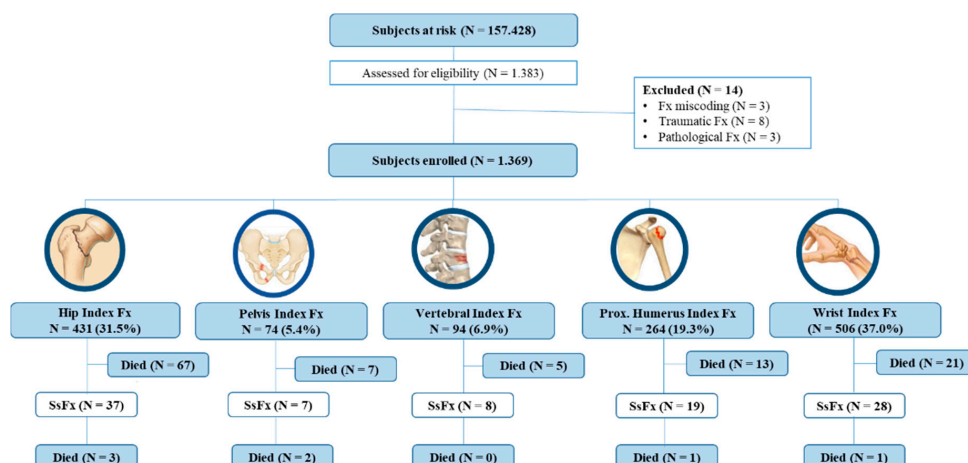 Subjects at risk (N = 157.428)
Assessed for eligibility (N = 1.383)
Excluded (N = 14)
• Fx miscoding (N = 3)
• Traumatic Fx (N = 8)
• Pathological Fx (N = 3)
Subjects enrolled (N = 1.369)
Hip Index Fx
N = 431 (31.5%)
Pelvis Index Fx
N = 74 (5.4%)
Vertebral Index Fx
N = 94 (6.9%)
Prox. Humerus Index Fx
N = 264 (19.3%)
Wrist Index Fx
(N = 506 (37.0%)
Died (N = 67)
Died (N = 7)
Died (N = 5)
Died (N = 13)
Died (N = 21)
SsFx (N = 37)
SsFx (N = 7)
SsFx (N = 8)
SsFx (N = 19)
SsFx (N = 28)
Died (N = 3)
Died (N = 2)
Died (N = 0)
Died (N = 1)
Died (N = 1)